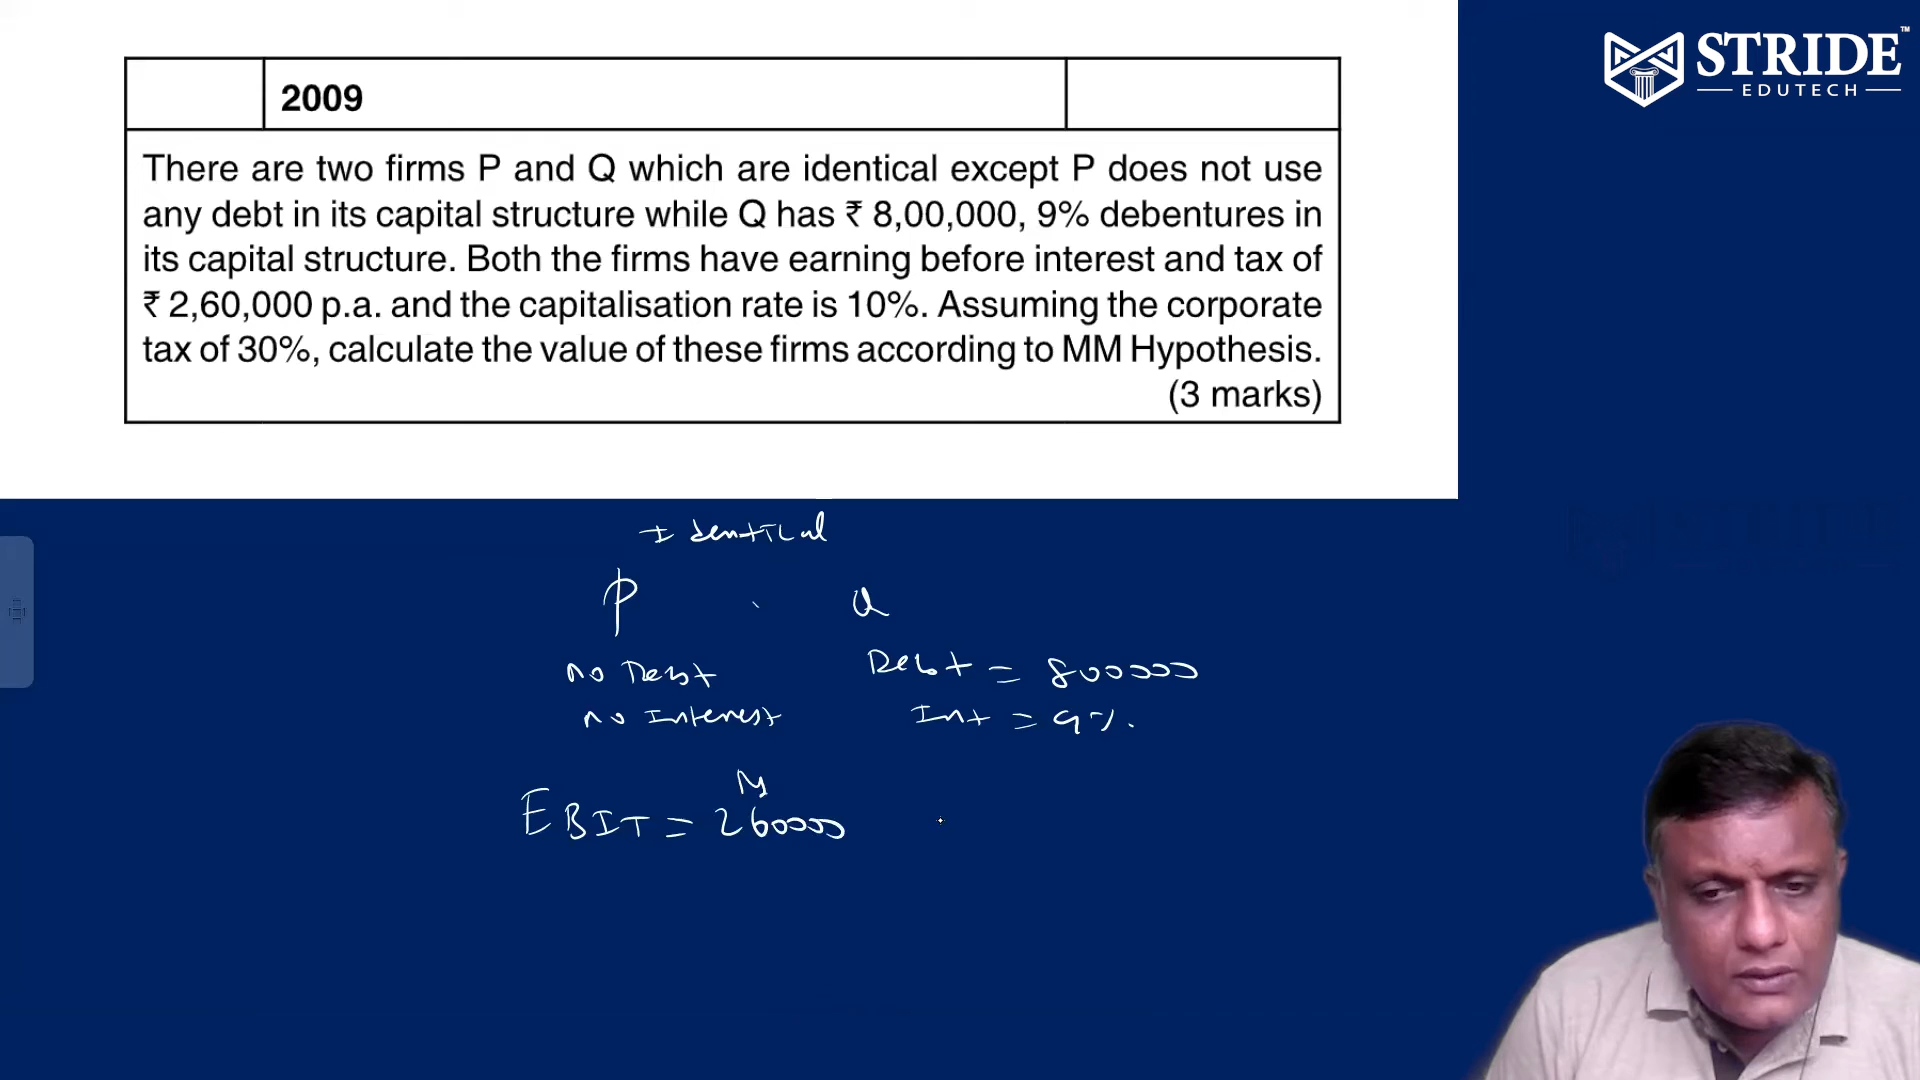 STRIDE™
EDUTECH
2009
There are two firms P and Q which are identical except P does not use
any debt in its capital structure while Q has ₹ 8,00,000, 9% debentures in
its capital structure. Both the firms have earning before interest and tax of
₹ 2,60,000 p.a. and the capitalisation rate is 10%. Assuming the corporate
tax of 30%, calculate the value of these firms according to MM Hypothesis.
(3 marks)
Identical
P Q
no Debt Debt = 800000
no Interest Int = 9%.
EBIT = 260000